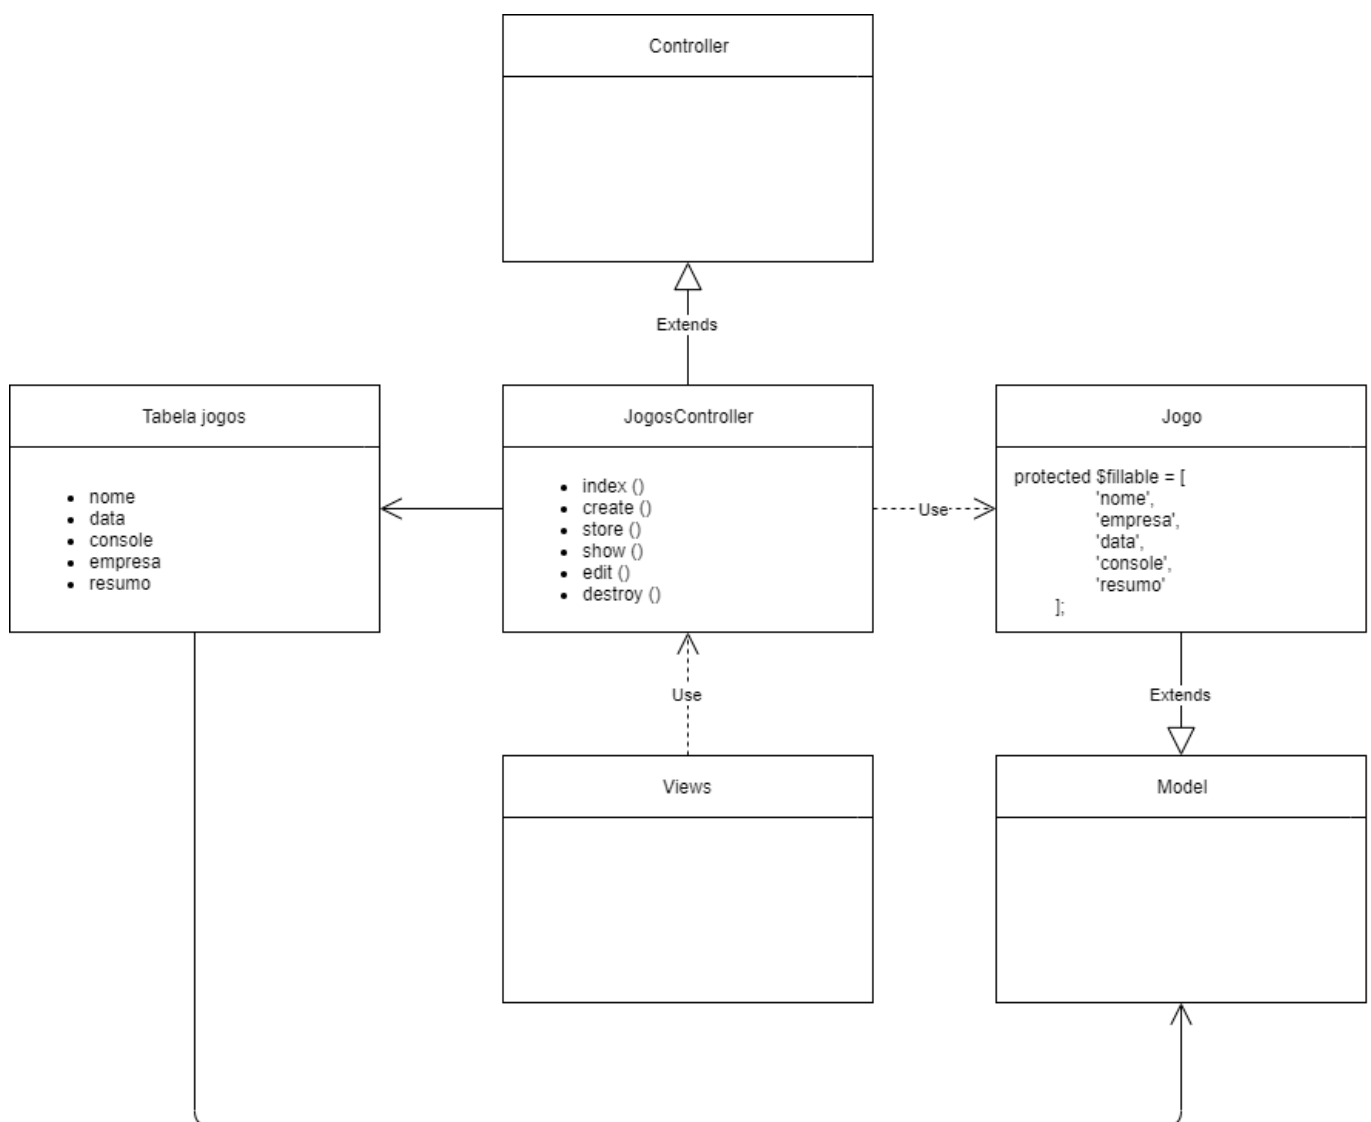 Controller
Extends
Tabela jogos
nome
data
console
empresa
resumo
JogosController
index ()
create ()
store ()
show ()
edit ()
destroy ()
Use
Jogo
protected $fillable = [
'nome',
'empresa',
'data',
'console',
'resumo'
];
Use
Extends
Views
Model